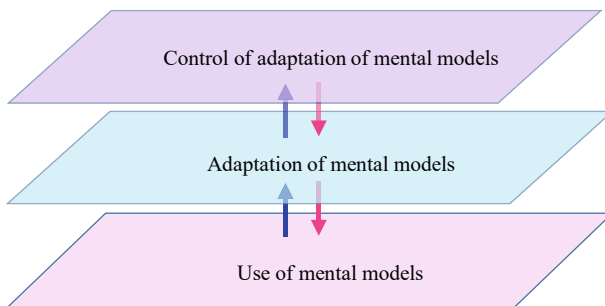 Control of adaptation of mental models
Adaptation of mental models
Use of mental models